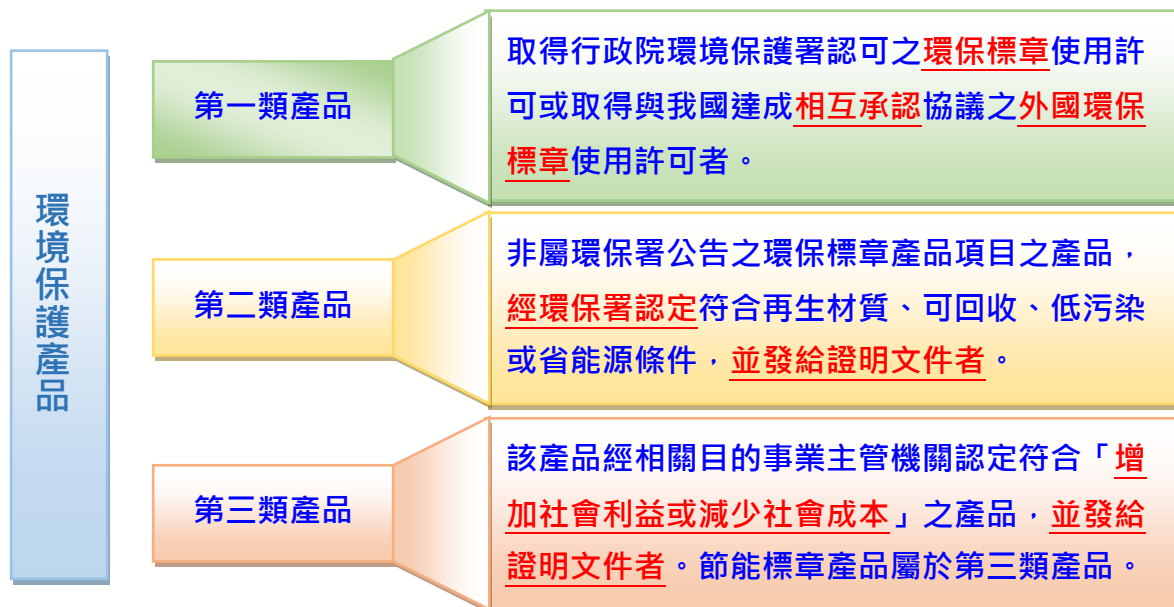 環境保護產品
第一類產品
取得行政院環境保護署認可之環保標章使用許
可或取得與我國達成相互承認協議之外國環保
標章使用許可者。
第二類產品
非屬環保署公告之環保標章產品項目之產品，
經環保署認定符合再生材質、可回收、低污染
或省能源條件，並發給證明文件者。
第三類產品
該產品經相關目的事業主管機關認定符合「增
加社會利益或減少社會成本」之產品，並發給
證明文件者。節能標章產品屬於第三類產品。